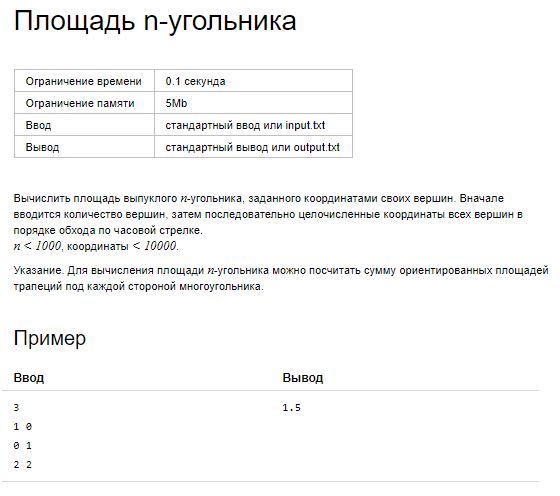 Площадь n-угольника
Ограничение времени 0.1 секунда
Ограничение памяти 5Mb
Ввод стандартный ввод или input.txt
Вывод стандартный вывод или output.txt
Вычислить площадь выпуклого n-угольника, заданного координатами своих вершин. Вначале
вводится количество вершин, затем последовательно целочисленные координаты всех вершин в
порядке обхода по часовой стрелке.
n < 1000, координаты < 10000.
Указание. Для вычисления площади n-угольника можно посчитать сумму ориентированных площадей
трапеций под каждой стороной многоугольника.
Пример
Ввод Вывод
3 1.5
1 0
0 1
2 2